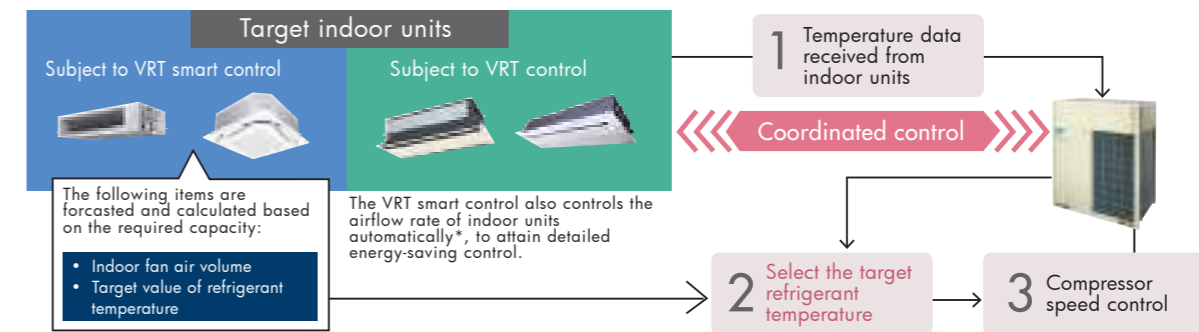 Target indoor units
Subject to VRT smart control
Subject to VRT control
The following items are
forcasted and calculated based
on the required capacity:
• Indoor fan air volume
• Target value of refrigerant
temperature
The VRT smart control also controls the
airflow rate of indoor units
automatically*, to attain detailed
energy-saving control.
1 Temperature data
received from
indoor units
Coordinated control
2 Select the target
refrigerant
temperature
3 Compressor
speed control